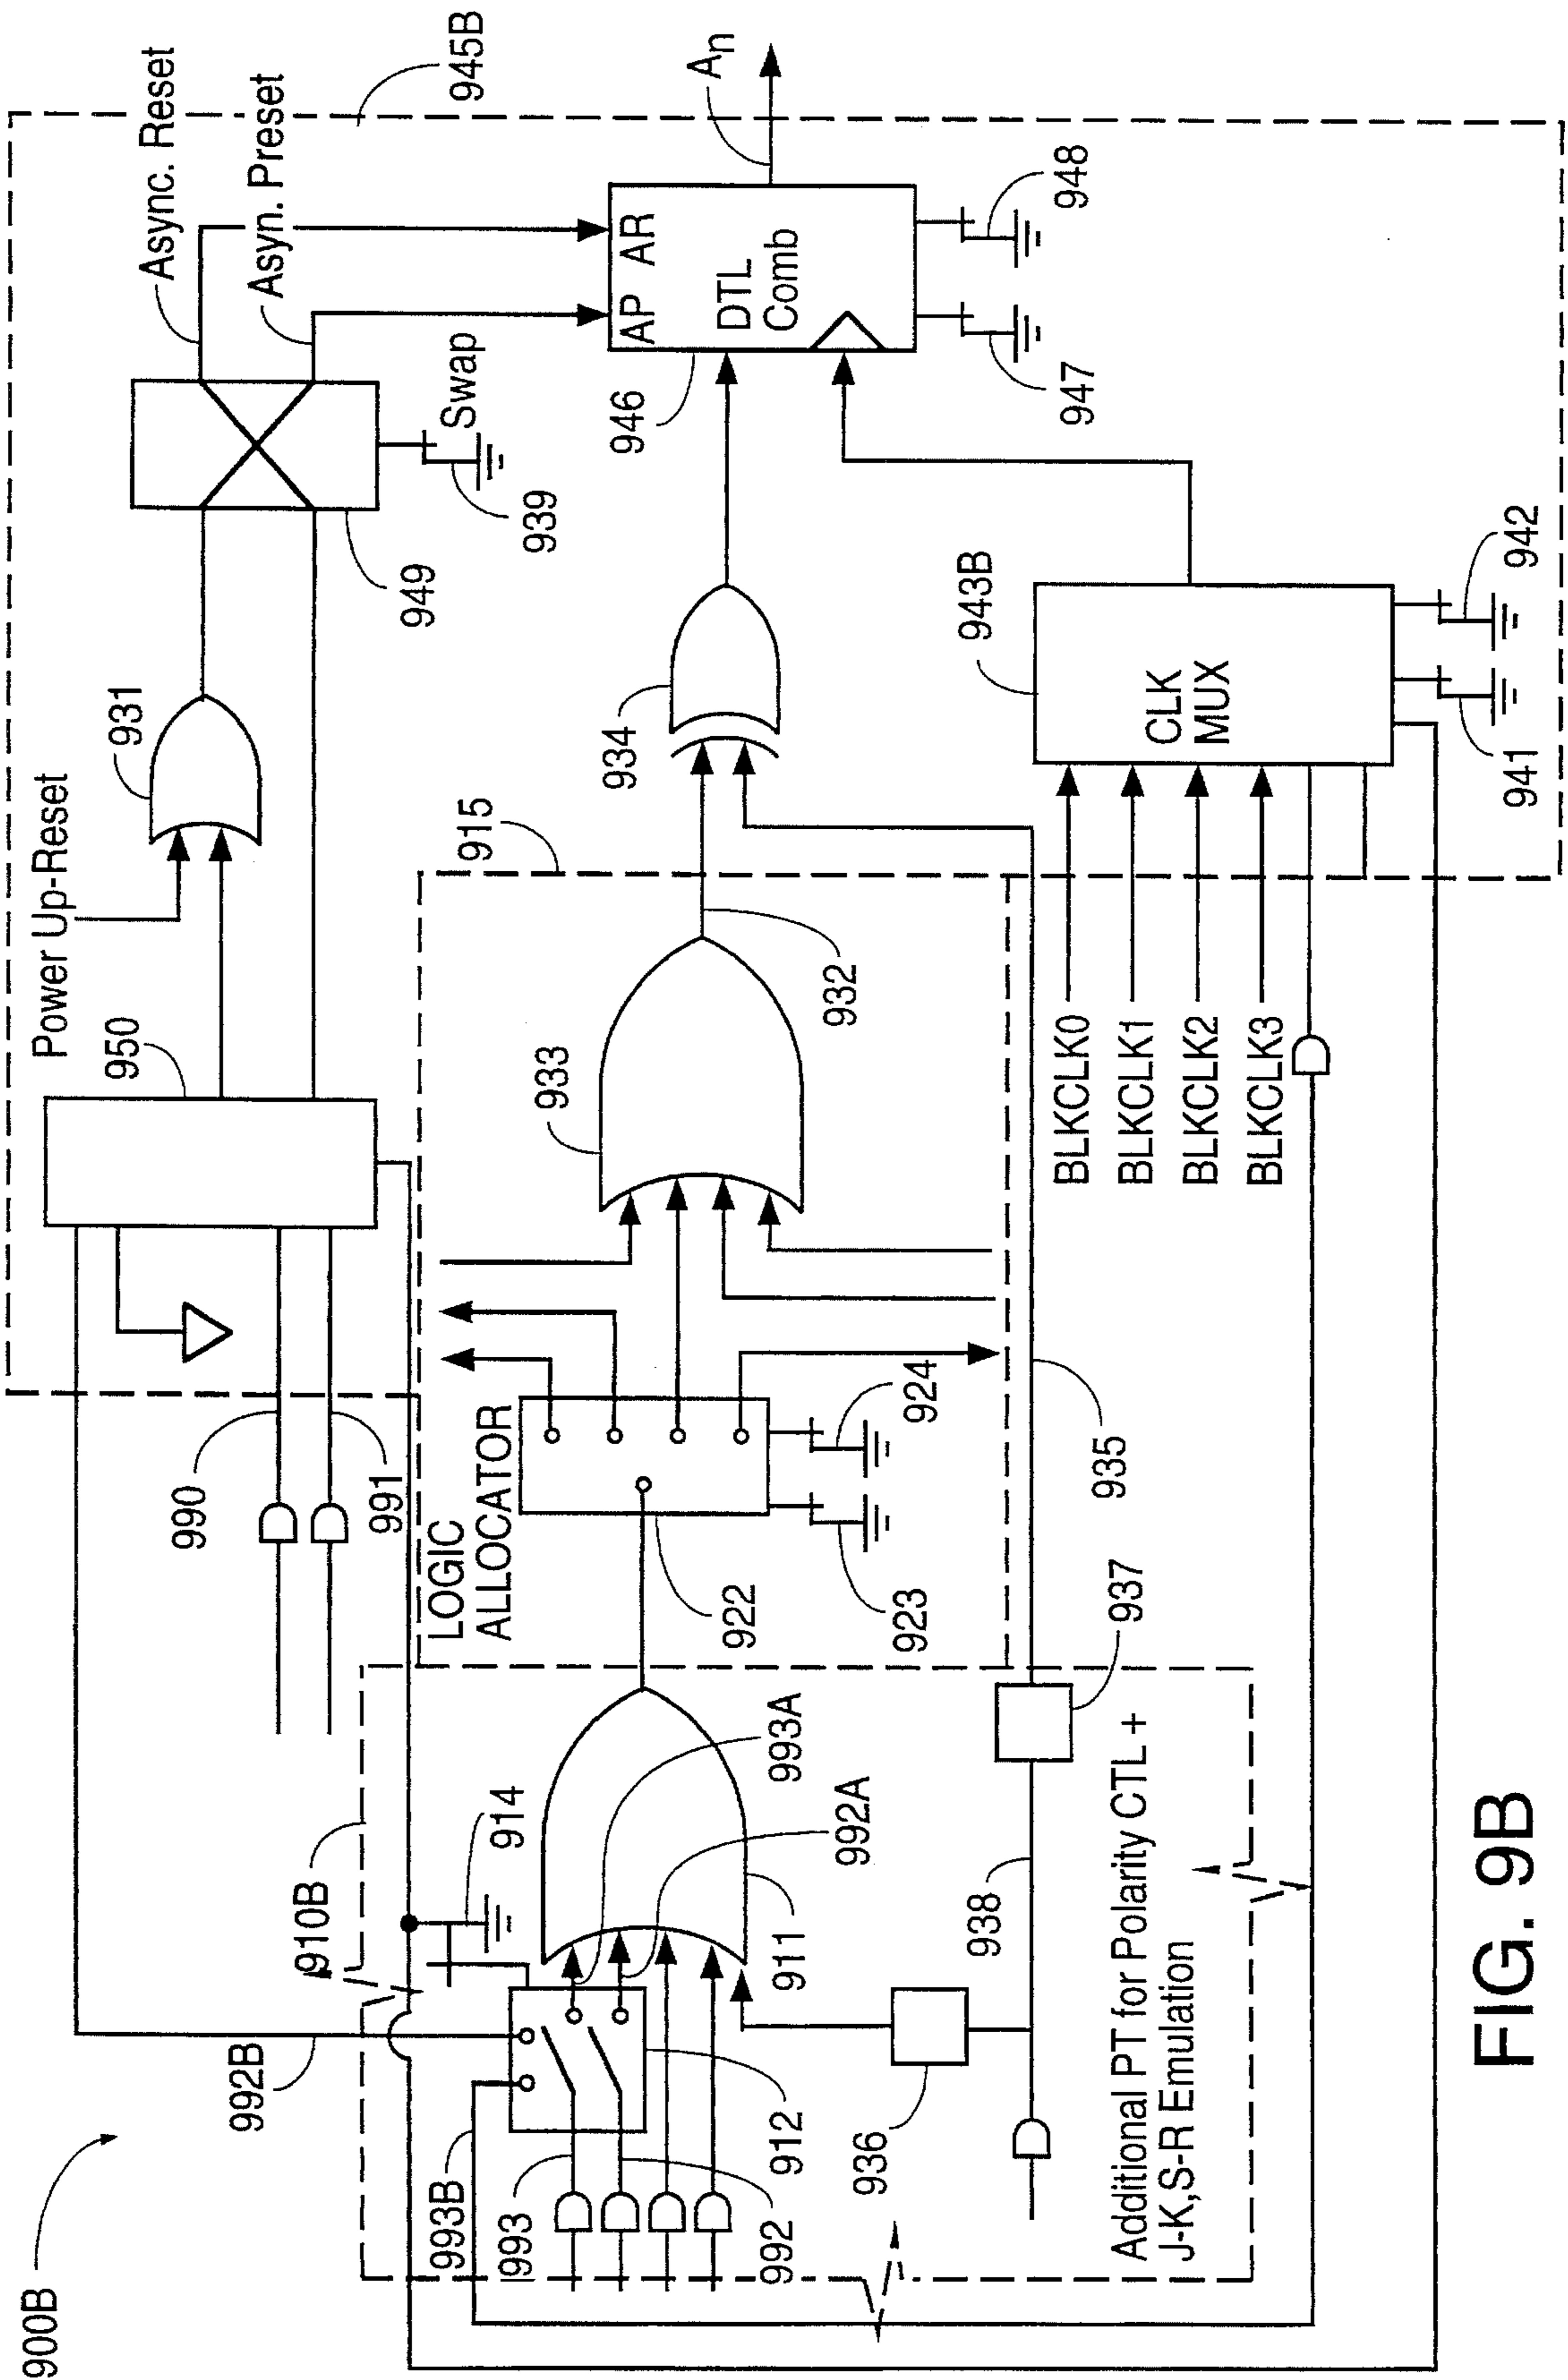 900B
992B
993B
993
992
912
910B
914
993A
992A
911
936
938
937
Additional PT for Polarity CTL +
J-K,S-R Emulation
990
991
LOGIC
ALLOCATOR
922
923
924
935
950
Power Up-Reset
931
933
932
915
934
BLKCLK0
BLKCLK1
BLKCLK2
BLKCLK3
CLK
MUX
943B
941
942
949
939
Swap
Async. Reset
Asyn. Preset
945B
946
AP AR
DTL
Comb
947
948
An
FIG. 9B